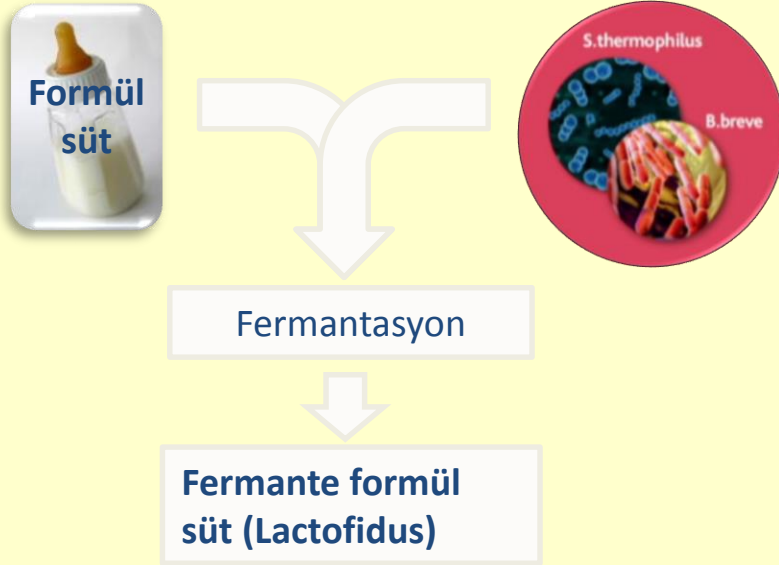 Formül
süt
S.thermophilus
B.breve
Fermantasyon
Fermante formül
süt (Lactofidus)